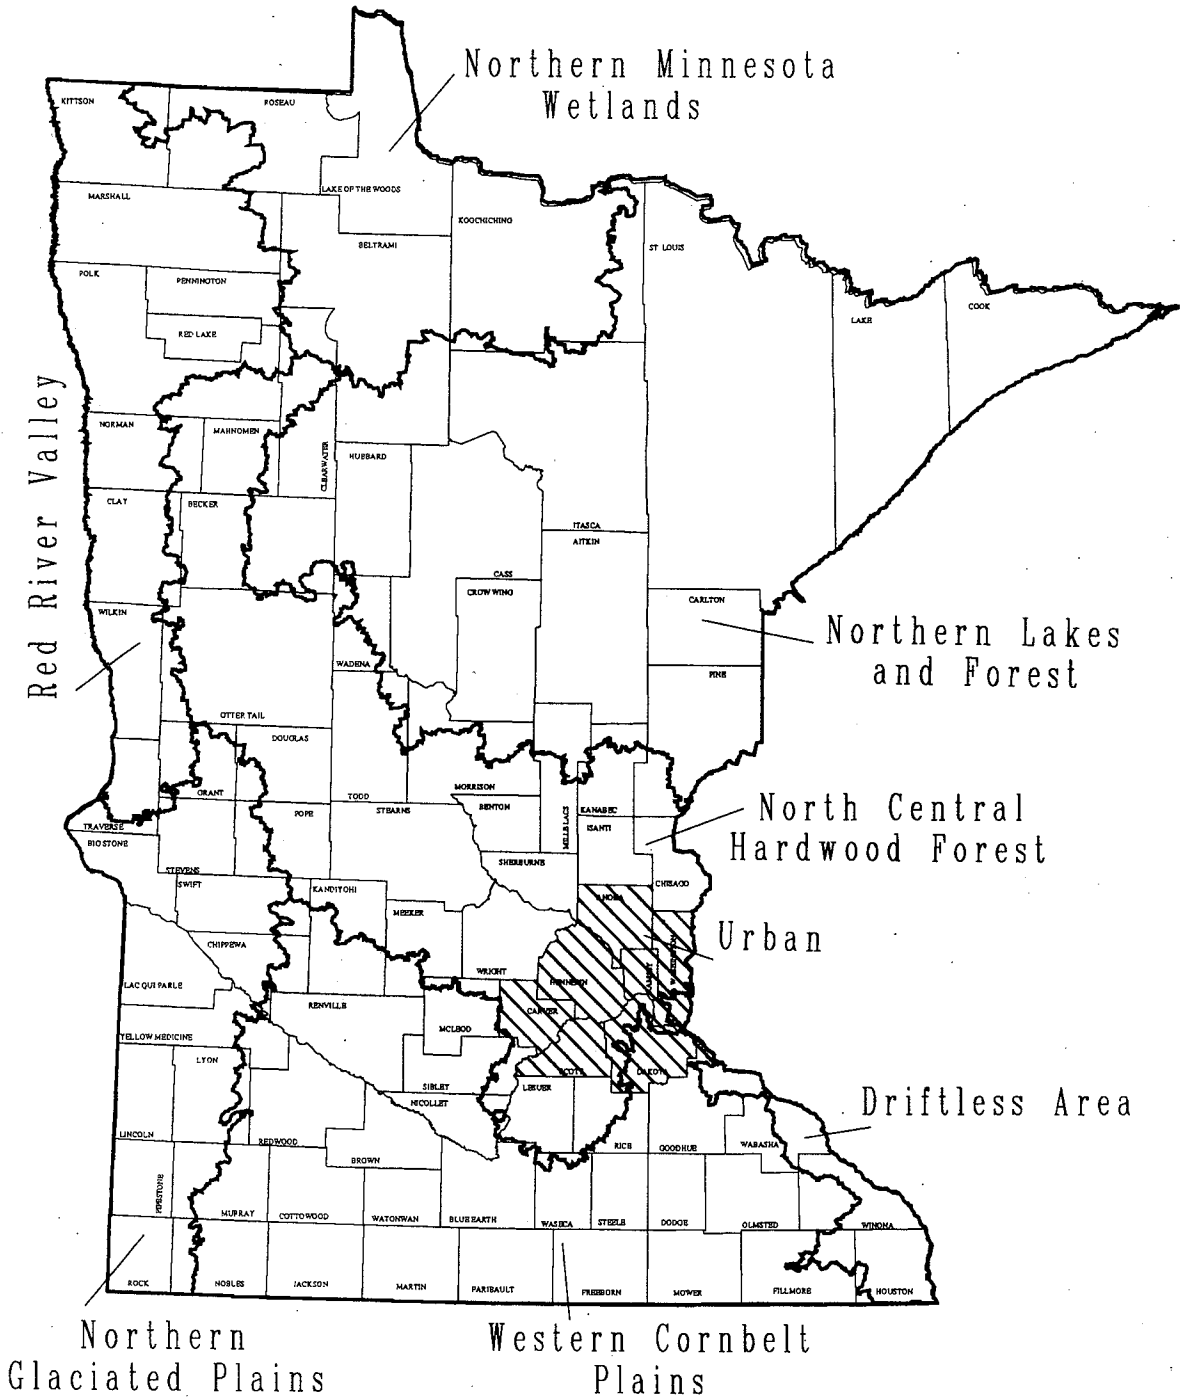 Northern Minnesota
Wetlands
KITTSON
ROSEAU
LAKE OF THE WOODS
MARSHALL
KOOCHICHING
BELTRAMI
ST LOUIS
POLK
PENNINGTON
RED LAKE
LAKE
COOK
Red River Valley
NORMAN
MAHNOMEN
CLEARWATER
HUBBARD
CLAY
BECKER
ITASCA
AITKIN
CASS
CROW WING
CARLTON
WILKIN
Northern Lakes
and Forest
WADENA
PINE
OTTER TAIL
DOUGLAS
GRANT
TODD
MORRISON
STEARNS
BENTON
MILLE LACS
KANABEC
ISANTI
North Central
Hardwood Forest
TRAVERSE
BIG STONE
POPE
SHERBURNE
STEVENS
SWIFT
KANDIYOHI
CHISAGO
ANOKA
MEEKER
Urban
CHIPPEWA
WRIGHT
HENNEPIN
RAMSEY
WASHINGTON
LAC QUI PARLE
RENVILLE
CARVER
MCLEOD
YELLOW MEDICINE
LYON
SCOTT
DAKOTA
SIBLEY
LESUER
NICOLLET
Driftless Area
LINCOLN
REDWOOD
BROWN
RICE
GOODHUE
WABASHA
PIPESTONE
MURRAY
COTTOWOOD
WATONWAN
BLUE EARTH
WASECA
STEELE
DODGE
OLMSTED
WINONA
ROCK
NOBLES
JACKSON
MARTIN
FARIBAULT
FREEBORN
MOWER
FILLMORE
HOUSTON
Northern
Glaciated Plains
Western Cornbelt
Plains